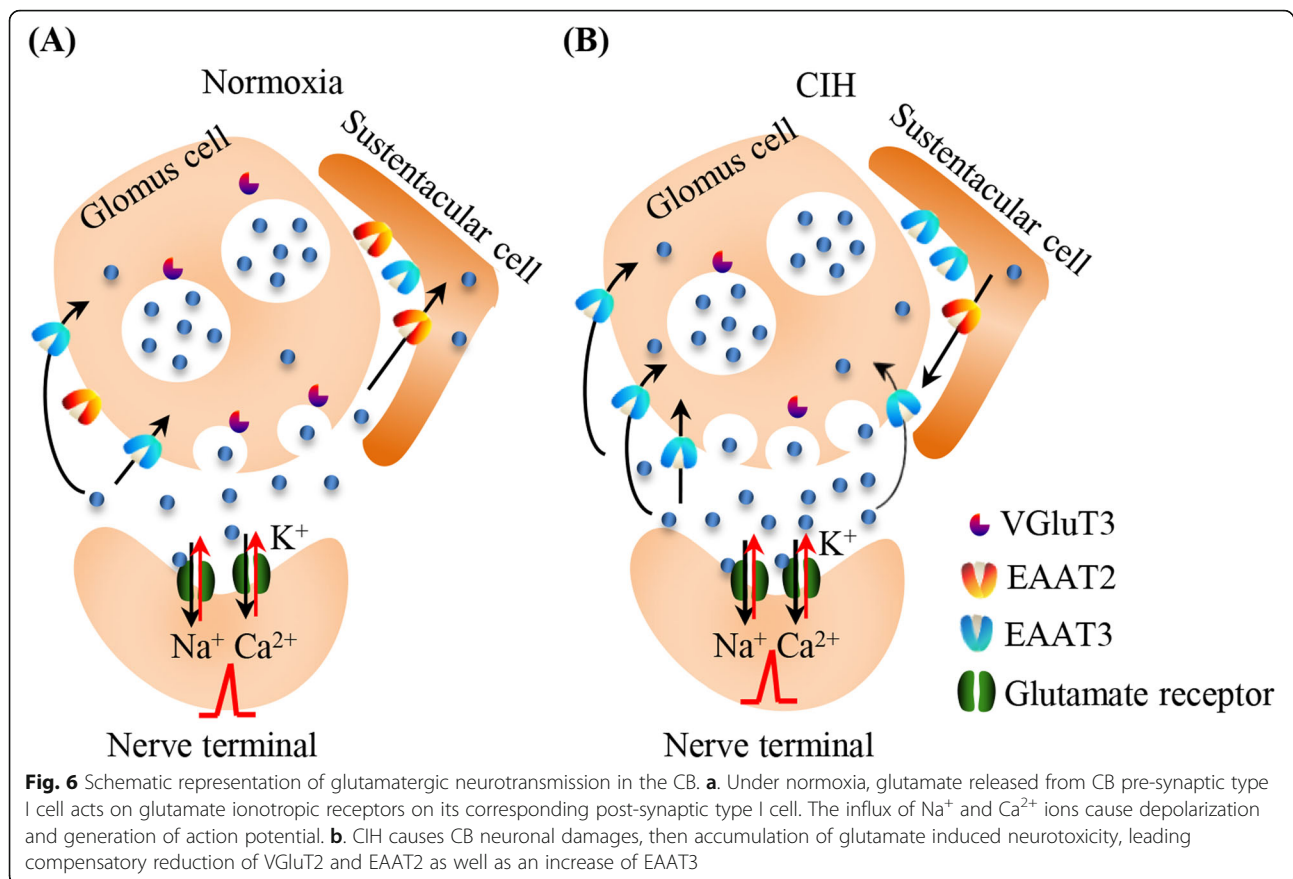 (A)
(B)
Normoxia
CIH
Glomus cell
Sustentacular cell
Glomus cell
Sustentacular cell
K⁺
K⁺
Na⁺ Ca²⁺
Na⁺ Ca²⁺
Nerve terminal
Nerve terminal
VGluT3
EAAT2
EAAT3
Glutamate receptor
Fig. 6 Schematic representation of glutamatergic neurotransmission in the CB. a. Under normoxia, glutamate released from CB pre-synaptic type
I cell acts on glutamate ionotropic receptors on its corresponding post-synaptic type I cell. The influx of Na⁺ and Ca²⁺ ions cause depolarization
and generation of action potential. b. CIH causes CB neuronal damages, then accumulation of glutamate induced neurotoxicity, leading
compensatory reduction of VGluT2 and EAAT2 as well as an increase of EAAT3